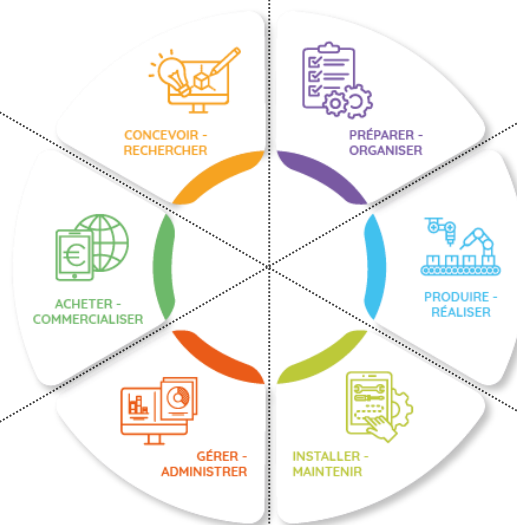 CONCEVOIR -
RECHERCHER
PRÉPARER -
ORGANISER
PRODUIRE -
RÉALISER
INSTALLER -
MAINTENIR
GÉRER -
ADMINISTRER
ACHETER -
COMMERCIALISER
€